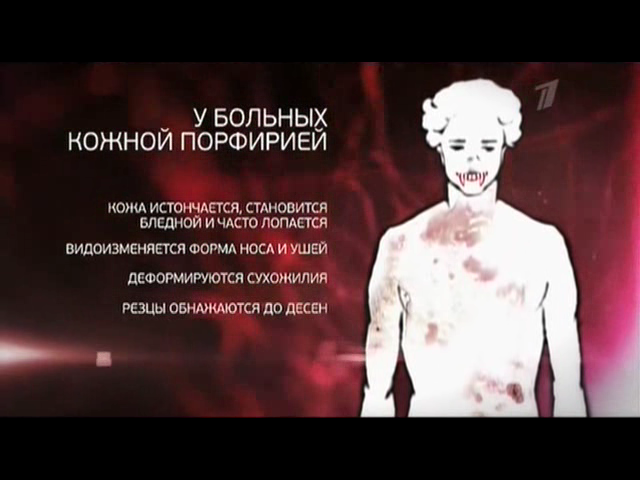 У БОЛЬНЫХ
КОЖНОЙ ПОРФИРИЕЙ
КОЖА ИСТОНЧАЕТСЯ, СТАНОВИТСЯ
БЛЕДНОЙ И ЧАСТО ЛОПАЕТСЯ
ВИДОИЗМЕНЯЕТСЯ ФОРМА НОСА И УШЕЙ
ДЕФОРМИРУЮТСЯ СУХОЖИЛИЯ
РЕЗЦЫ ОБНАЖАЮТСЯ ДО ДЕСЕН